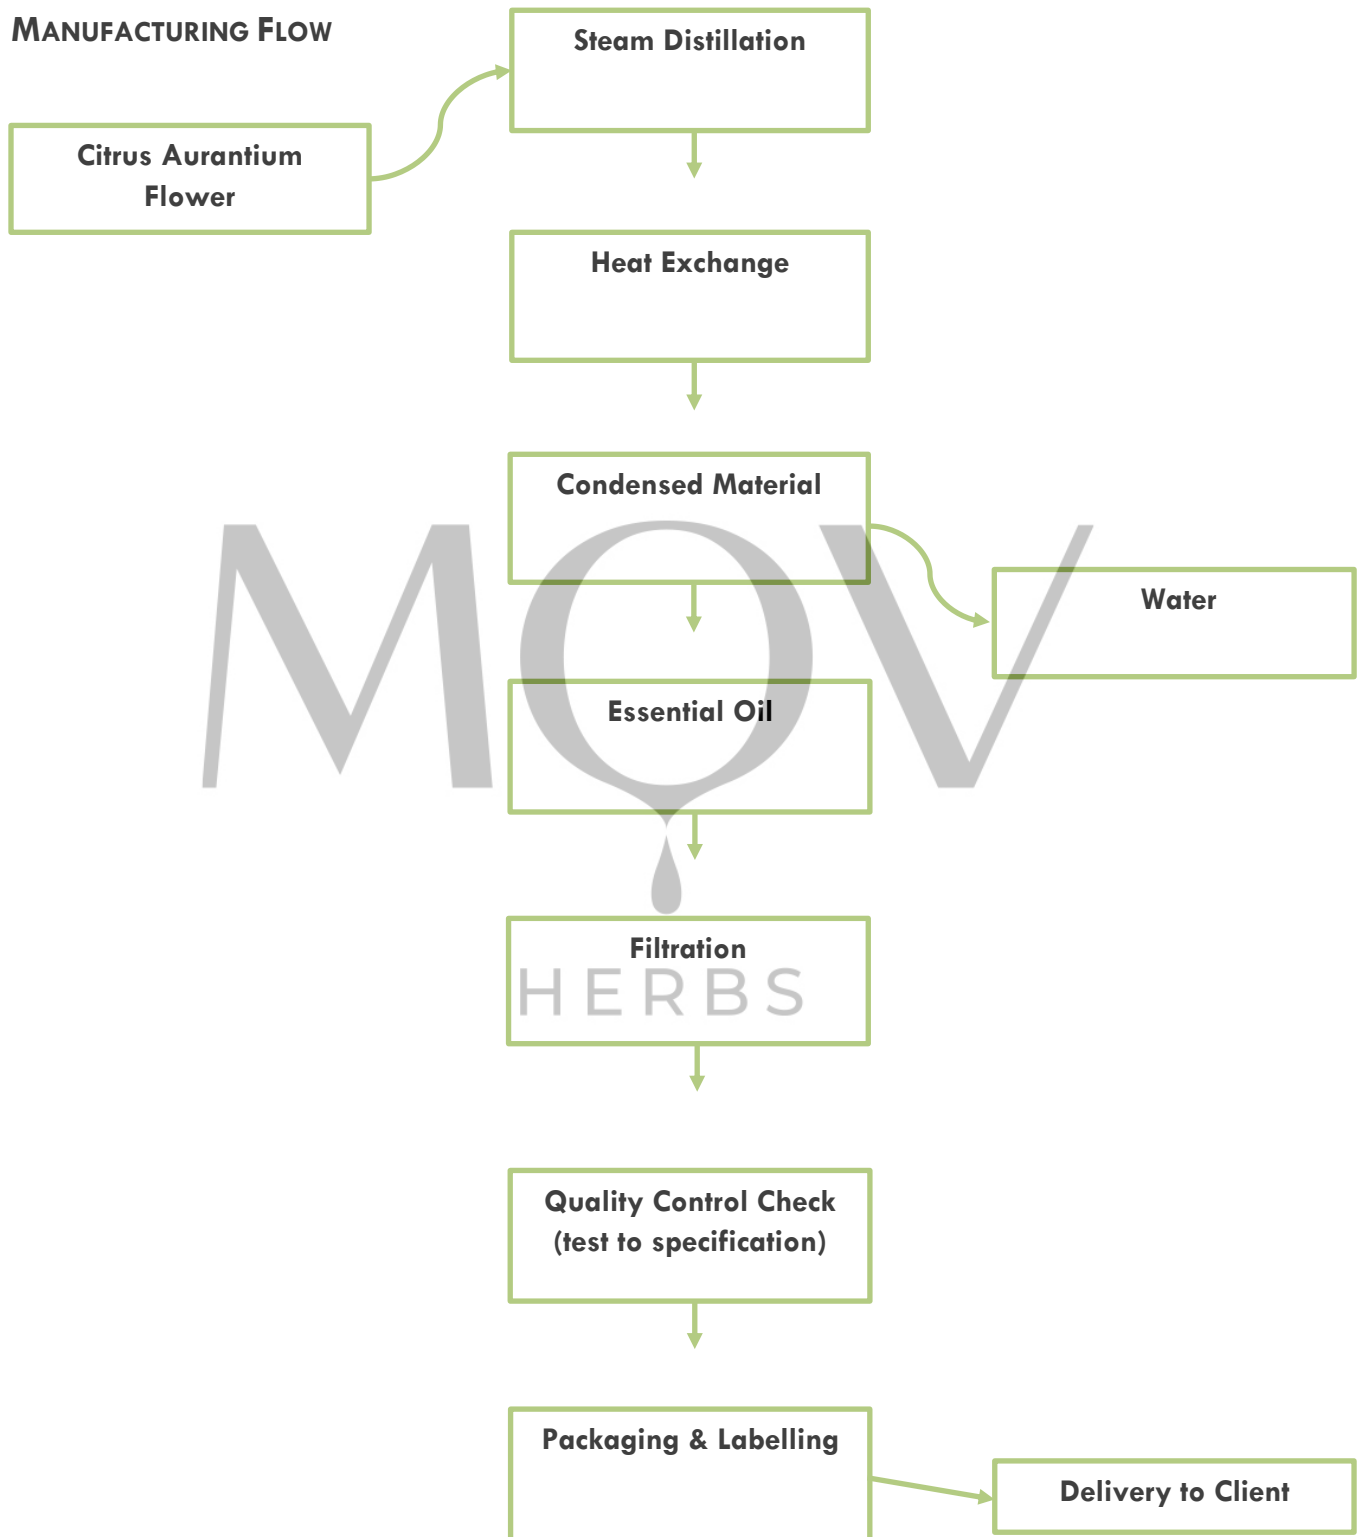 MANUFACTURING FLOW
Steam Distillation
Citrus Aurantium
Flower
Heat Exchange
Condensed Material
Water
Essential Oil
Filtration
Quality Control Check
(test to specification)
Packaging & Labelling
Delivery to Client
MOV
HERBS